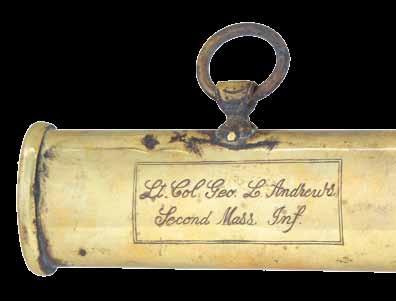 Lt. Col. Geo. L. Andrews
Second Mass Inf.